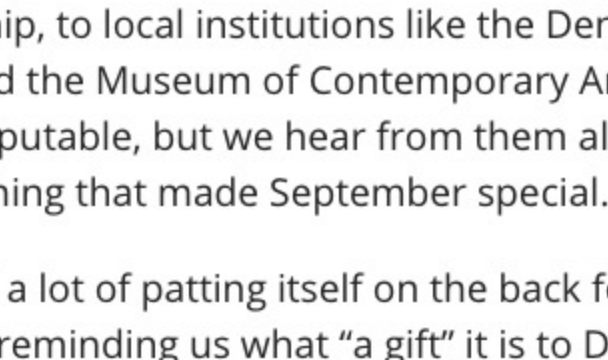 ip, to local institutions like the Den
d the Museum of Contemporary Ar
putable, but we hear from them al
ning that made September special.
a lot of patting itself on the back fo
reminding us what “a gift” it is to D